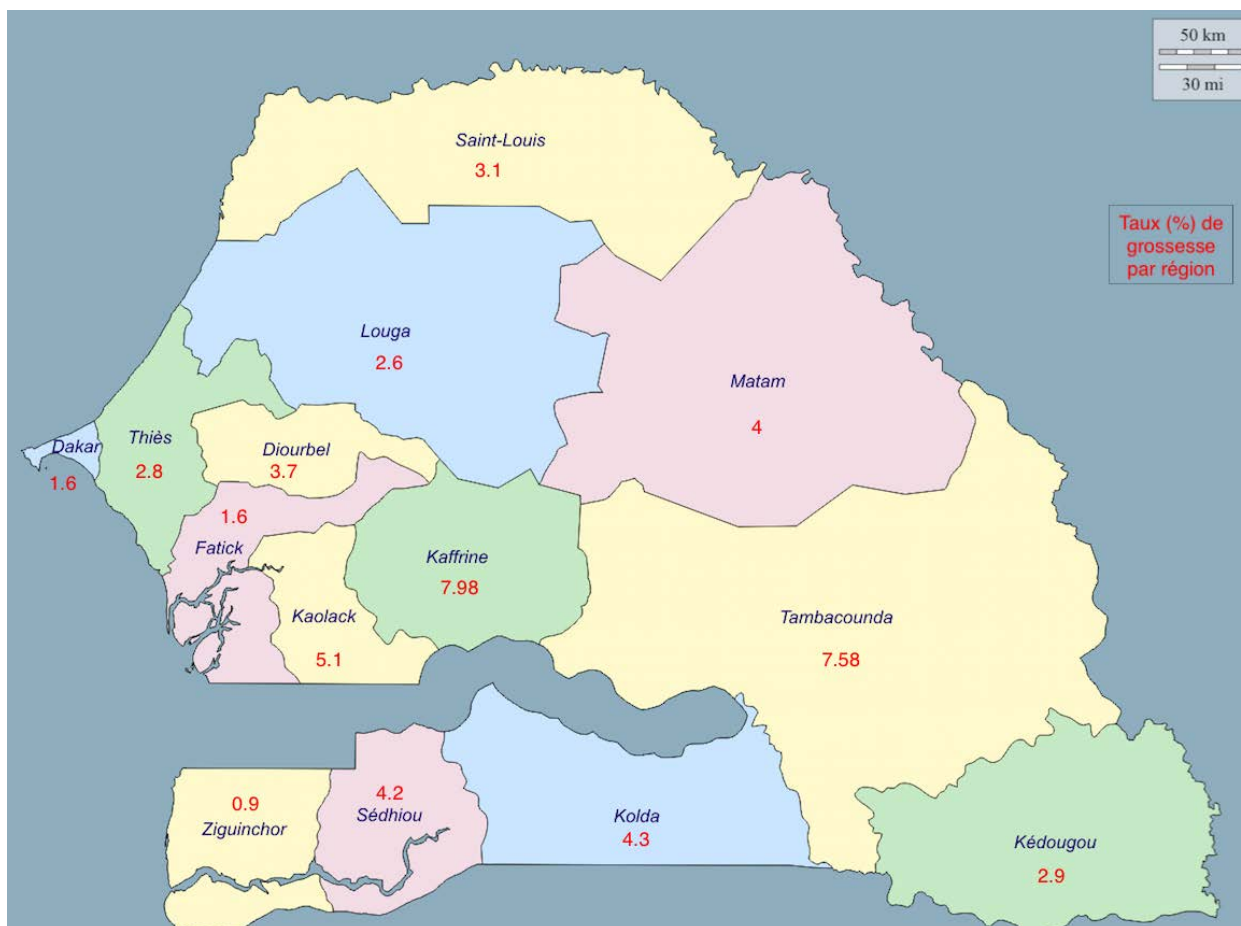 50 km
30 mi
Saint-Louis
3.1
Taux (%) de
grossesse
par région
Louga
2.6
Matam
4
Dakar
1.6
Thiès
2.8
Diourbel
3.7
1.6
Fatick
Kaffrine
7.98
Kaolack
5.1
Tambacounda
7.58
0.9
Ziguinchor
4.2
Sédhiou
Kolda
4.3
Kédougou
2.9